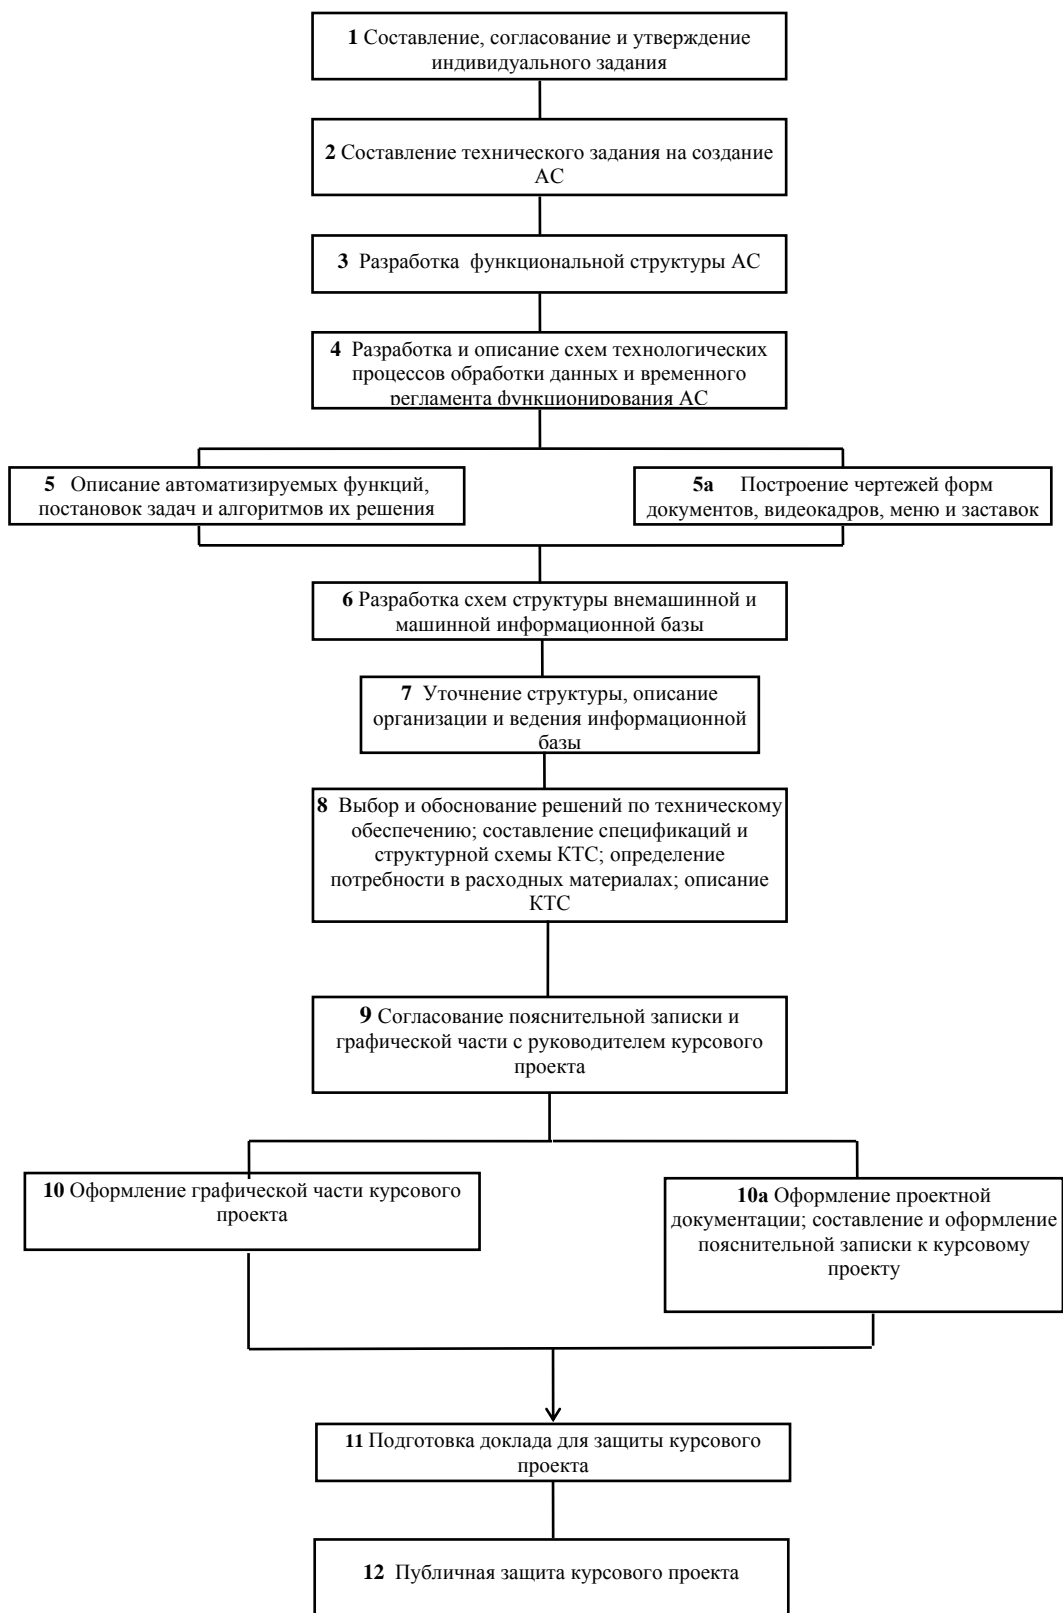 1 Составление, согласование и утверждение
индивидуального задания
2 Составление технического задания на создание
АС
3 Разработка функциональной структуры АС
4 Разработка и описание схем технологических
процессов обработки данных и временного
регламента функционирования АС
5 Описание автоматизируемых функций,
постановок задач и алгоритмов их решения
5а Построение чертежей форм
документов, видеокадров, меню и заставок
6 Разработка схем структуры внемашинной и
машинной информационной базы
7 Уточнение структуры, описание
организации и ведения информационной
базы
8 Выбор и обоснование решений по техническому
обеспечению; составление спецификаций и
структурной схемы КТС; определение
потребности в расходных материалах; описание
КТС
9 Согласование пояснительной записки и
графической части с руководителем курсового
проекта
10 Оформление графической части курсового
проекта
10а Оформление проектной
документации; составление и оформление
пояснительной записки к курсовому
проекту
11 Подготовка доклада для защиты курсового
проекта
12 Публичная защита курсового проекта